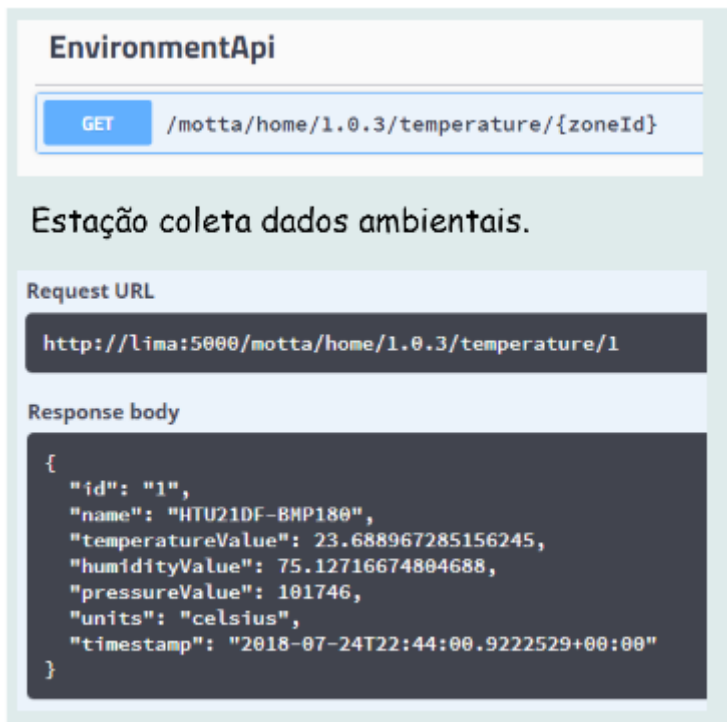 EnvironmentApi
GET /motta/home/1.0.3/temperature/{zoneId}
Estação coleta dados ambientais.
Request URL
http://lima:5000/motta/home/1.0.3/temperature/1
Response body
{
"id": "1",
"name": "HTU21DF-BMP180",
"temperatureValue": 23.688967285156245,
"humidityValue": 75.12716674804688,
"pressureValue": 101746,
"units": "celsius",
"timestamp": "2018-07-24T22:44:00.9222529+00:00"
}